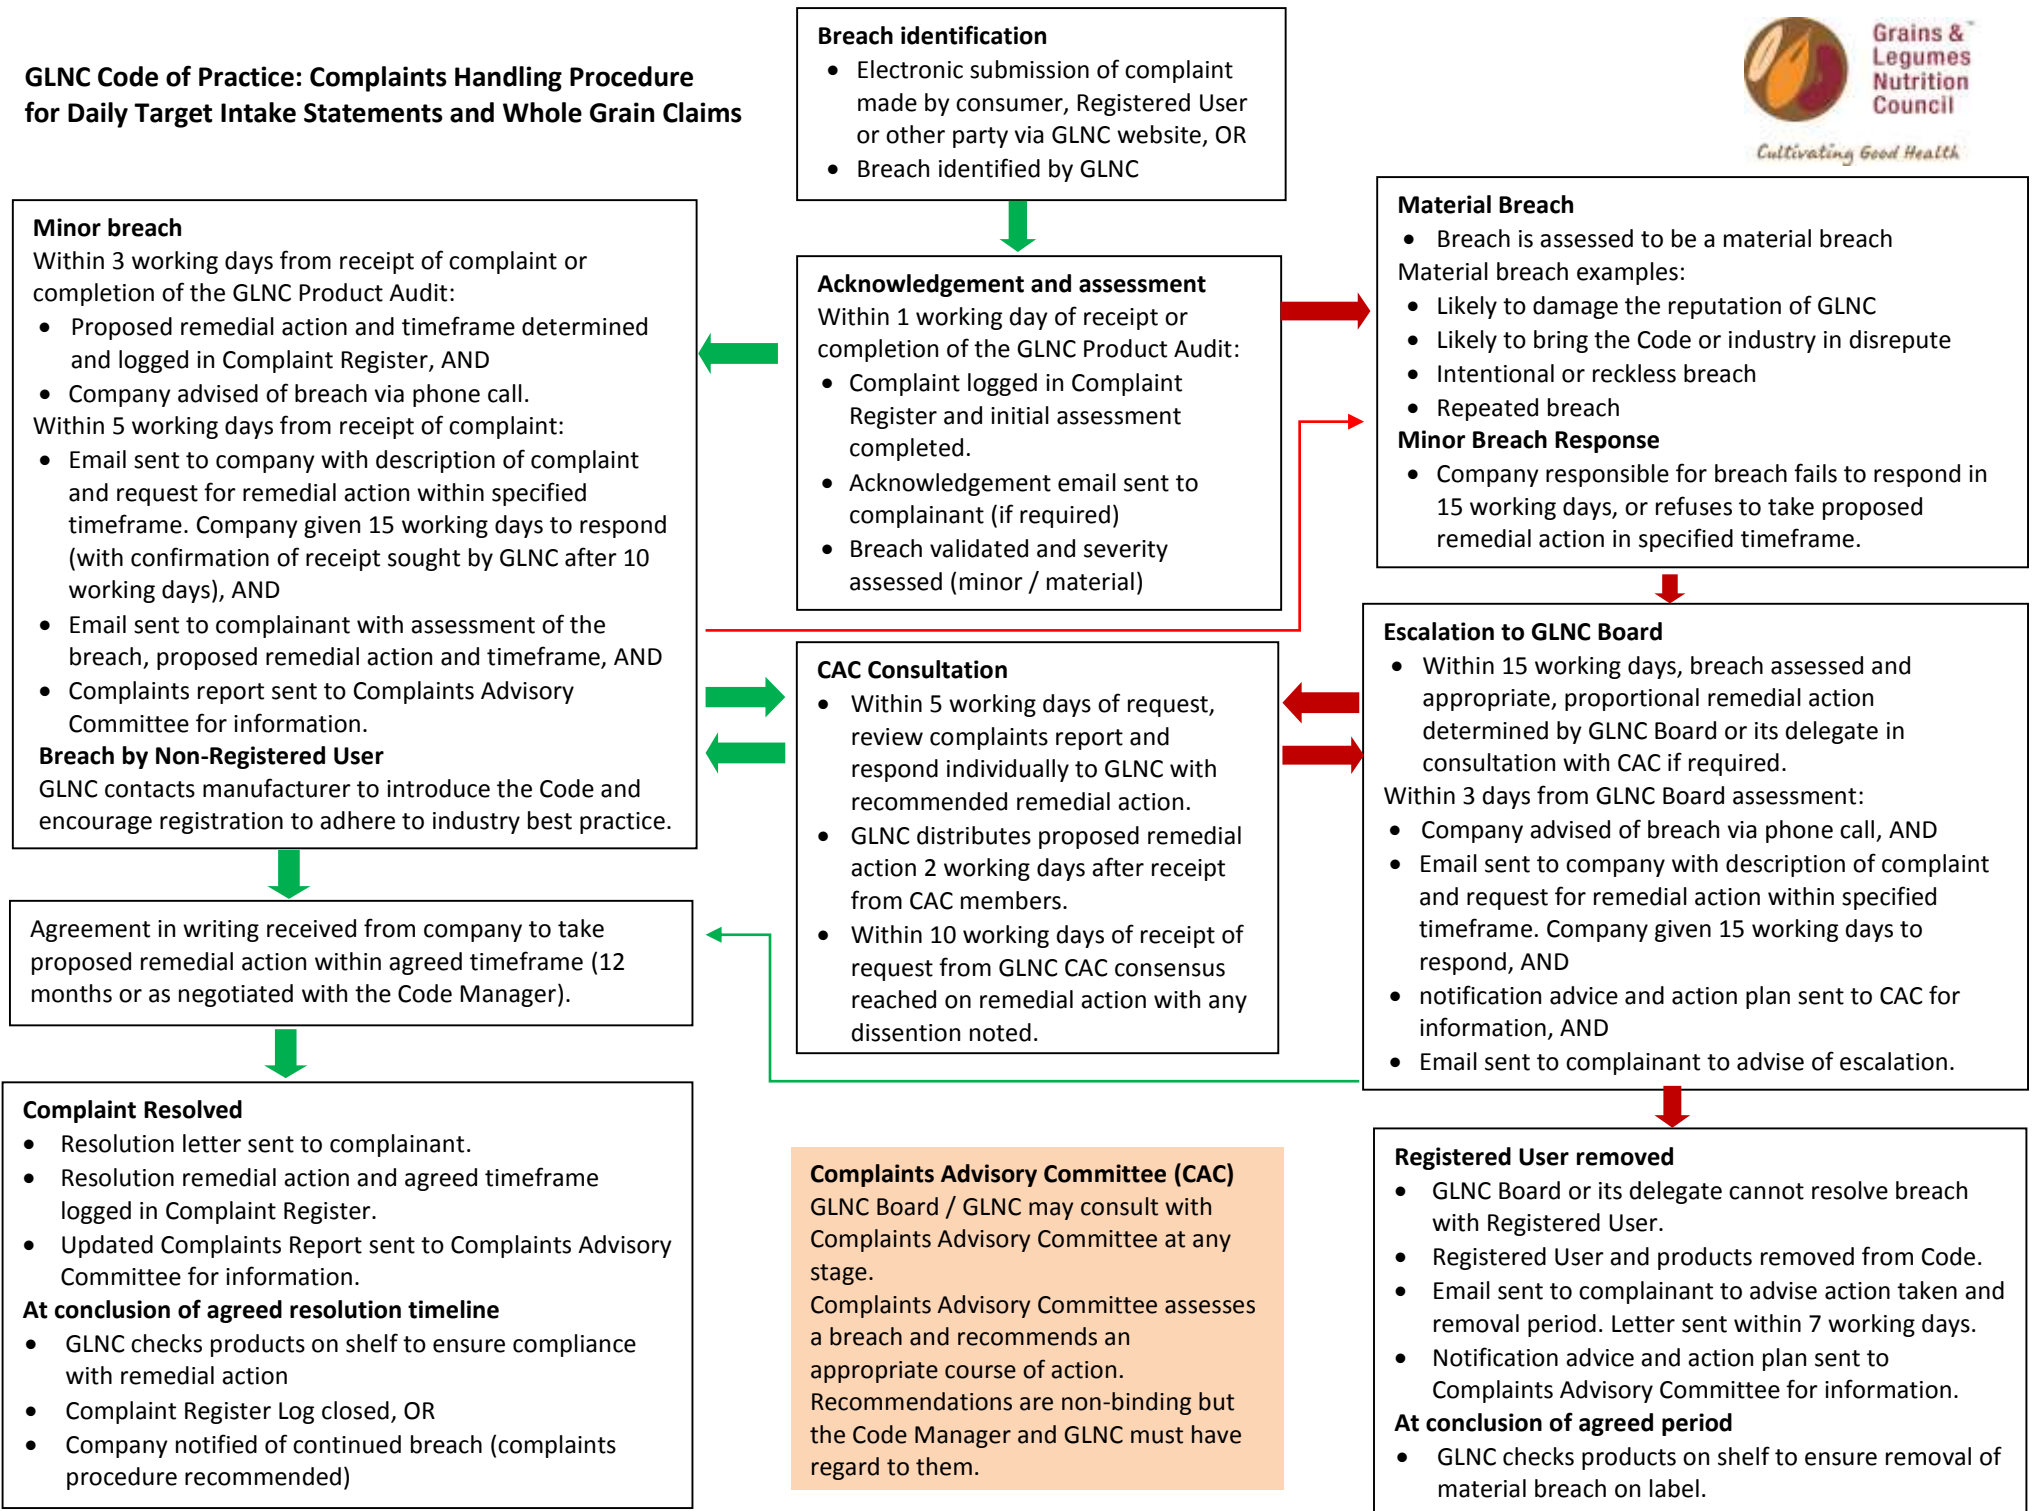 GLNC Code of Practice: Complaints Handling Procedure
for Daily Target Intake Statements and Whole Grain Claims
Breach identification
• Electronic submission of complaint
made by consumer, Registered User
or other party via GLNC website, OR
• Breach identified by GLNC
Grains &
Legumes
Nutrition
Council
Cultivating Good Health
Minor breach
Within 3 working days from receipt of complaint or
completion of the GLNC Product Audit:
• Proposed remedial action and timeframe determined
and logged in Complaint Register, AND
• Company advised of breach via phone call.
Within 5 working days from receipt of complaint:
• Email sent to company with description of complaint
and request for remedial action within specified
timeframe. Company given 15 working days to respond
(with confirmation of receipt sought by GLNC after 10
working days), AND
• Email sent to complainant with assessment of the
breach, proposed remedial action and timeframe, AND
• Complaints report sent to Complaints Advisory
Committee for information.
Breach by Non-Registered User
GLNC contacts manufacturer to introduce the Code and
encourage registration to adhere to industry best practice.
Acknowledgement and assessment
Within 1 working day of receipt or
completion of the GLNC Product Audit:
• Complaint logged in Complaint
Register and initial assessment
completed.
• Acknowledgement email sent to
complainant (if required)
• Breach validated and severity
assessed (minor / material)
Material Breach
• Breach is assessed to be a material breach
Material breach examples:
• Likely to damage the reputation of GLNC
• Likely to bring the Code or industry in disrepute
• Intentional or reckless breach
• Repeated breach
Minor Breach Response
• Company responsible for breach fails to respond in
15 working days, or refuses to take proposed
remedial action in specified timeframe.
CAC Consultation
• Within 5 working days of request,
review complaints report and
respond individually to GLNC with
recommended remedial action.
• GLNC distributes proposed remedial
action 2 working days after receipt
from CAC members.
• Within 10 working days of receipt of
request from GLNC CAC consensus
reached on remedial action with any
dissention noted.
Escalation to GLNC Board
• Within 15 working days, breach assessed and
appropriate, proportional remedial action
determined by GLNC Board or its delegate in
consultation with CAC if required.
Within 3 days from GLNC Board assessment:
• Company advised of breach via phone call, AND
• Email sent to company with description of complaint
and request for remedial action within specified
timeframe. Company given 15 working days to
respond, AND
• notification advice and action plan sent to CAC for
information, AND
• Email sent to complainant to advise of escalation.
Agreement in writing received from company to take
proposed remedial action within agreed timeframe (12
months or as negotiated with the Code Manager).
Complaint Resolved
• Resolution letter sent to complainant.
• Resolution remedial action and agreed timeframe
logged in Complaint Register.
• Updated Complaints Report sent to Complaints Advisory
Committee for information.
At conclusion of agreed resolution timeline
• GLNC checks products on shelf to ensure compliance
with remedial action
• Complaint Register Log closed, OR
• Company notified of continued breach (complaints
procedure recommended)
Complaints Advisory Committee (CAC)
GLNC Board / GLNC may consult with
Complaints Advisory Committee at any
stage.
Complaints Advisory Committee assesses
a breach and recommends an
appropriate course of action.
Recommendations are non-binding but
the Code Manager and GLNC must have
regard to them.
Registered User removed
• GLNC Board or its delegate cannot resolve breach
with Registered User.
• Registered User and products removed from Code.
• Email sent to complainant to advise action taken and
removal period. Letter sent within 7 working days.
• Notification advice and action plan sent to
Complaints Advisory Committee for information.
At conclusion of agreed period
• GLNC checks products on shelf to ensure removal of
material breach on label.